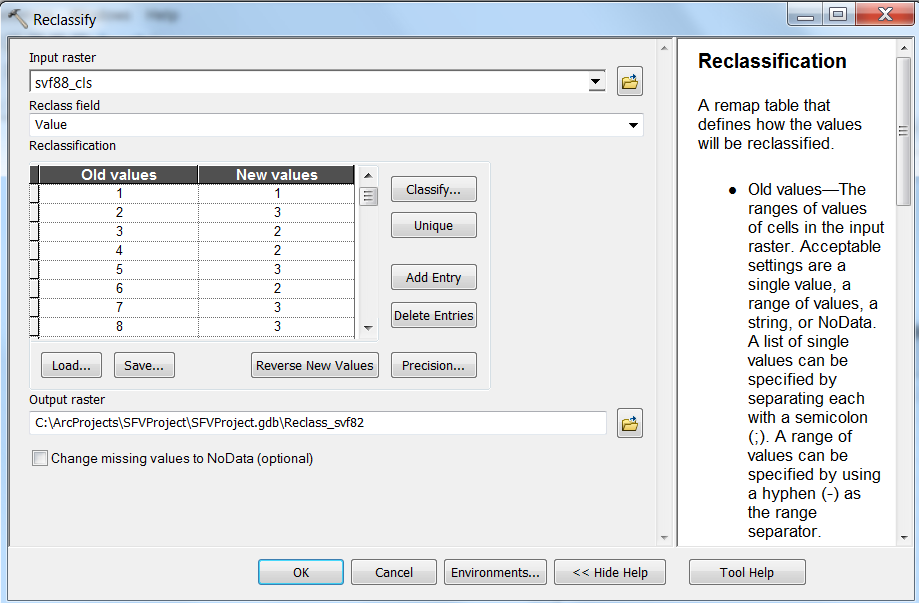 Reclassify
Input raster
svf88_cls
Reclass field
Value
Reclassification
Old values New values
1 1
2 3
3 2
4 2
5 3
6 2
7 3
8 3
Classify...
Unique
Add Entry
Delete Entries
Load... Save... Reverse New Values Precision...
Output raster
C:\ArcProjects\SFVProject\SFVProject.gdb\Reclass_svf82
Change missing values to NoData (optional)
OK Cancel Environments... << Hide Help Tool Help
Reclassification
A remap table that
defines how the values
will be reclassified.
● Old values—The
ranges of values
of cells in the input
raster. Acceptable
settings are a
single value, a
range of values, a
string, or NoData.
A list of single
values can be
specified by
separating each
with a semicolon
(;). A range of
values can be
specified by using
a hyphen (-) as
the range
separator.